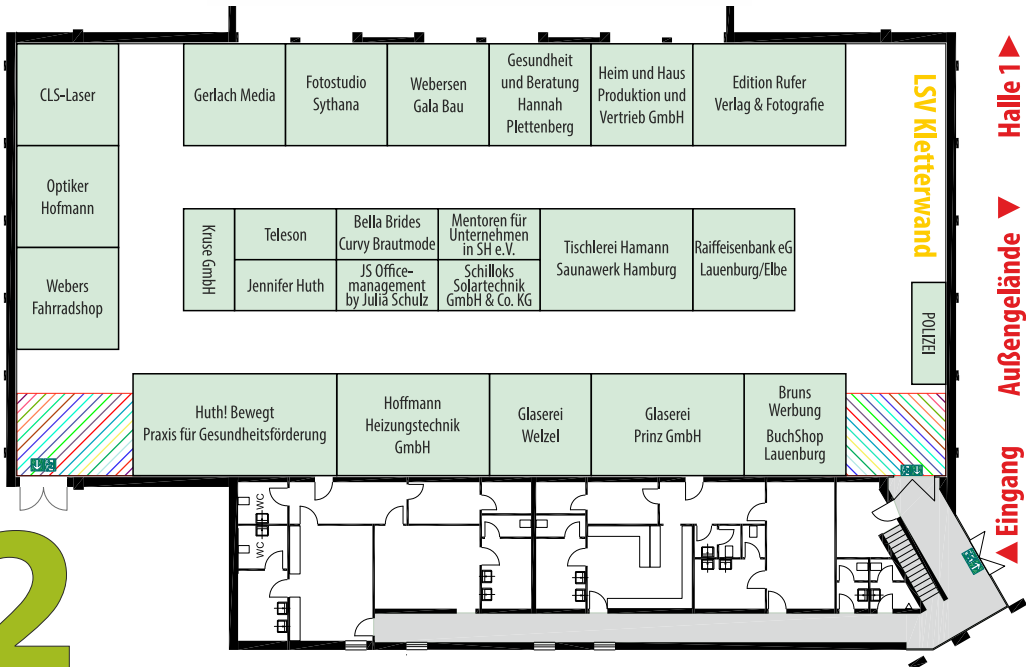 CLS-Laser
Optiker
Hofmann
Webers
Fahrradshop
Gerlach Media
Fotostudio
Sythana
Webersen
Gala Bau
Gesundheit
und Beratung
Hannah
Plettenberg
Heim und Haus
Produktion und
Vertrieb GmbH
Edition Rufer
Verlag & Fotografie
LSV Kletterwand
Kruse GmbH
Teleson
Jennifer Huth
Bella Brides
Curvy Brautmode
JS Office-
management
by Julia Schulz
Mentoren für
Unternehmen
in SH e.V.
Schilloks
Solartechnik
GmbH & Co. KG
Tischlerei Hamann
Saunawerk Hamburg
Raiffeisenbank eG
Lauenburg/Elbe
POLIZEI
Huth! Bewegt
Praxis für Gesundheitsförderung
Hoffmann
Heizungstechnik
GmbH
Glaserei
Welzel
Glaserei
Prinz GmbH
Bruns
Werbung
BuchShop
Lauenburg
WC
WC
2
Halle 1
Außengelände
Eingang